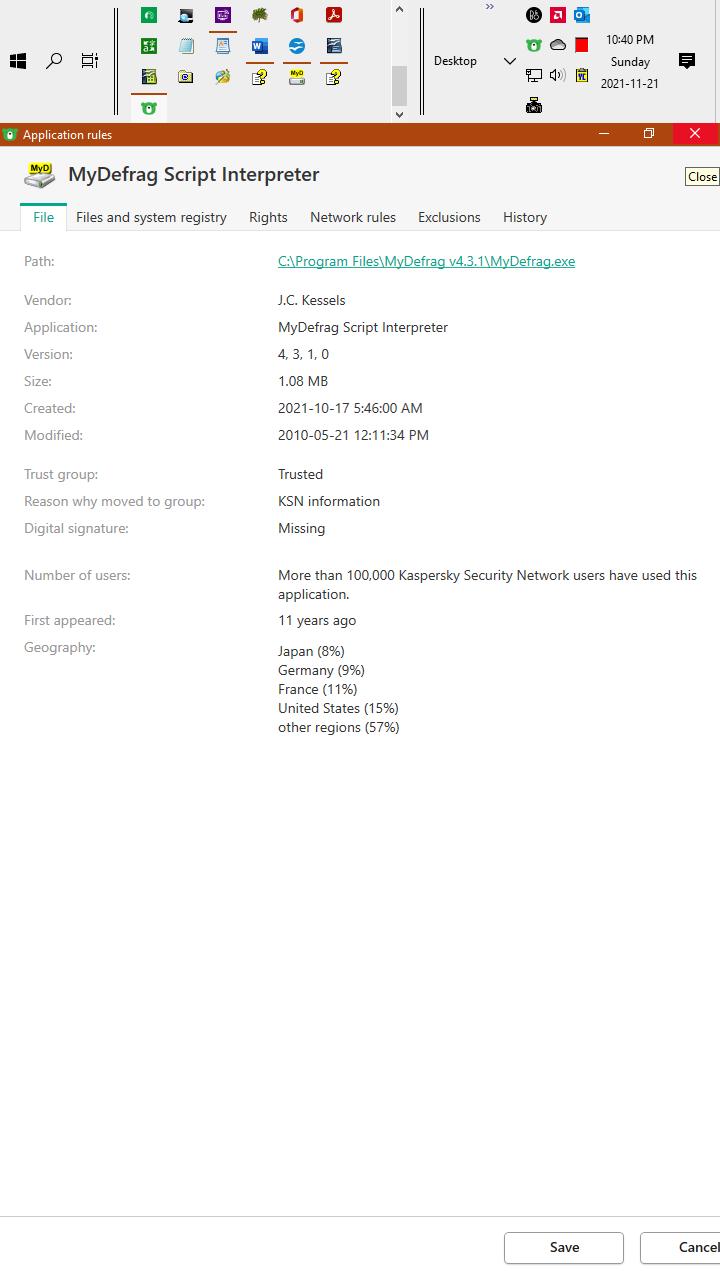 10:40 PM
Desktop
Sunday
2021-11-21
Application rules
MyD
MyDefrag Script Interpreter
Close
File
Files and system registry
Rights
Network rules
Exclusions
History
Path:
C:\Program Files\MyDefrag v4.3.1\MyDefrag.exe
Vendor:
J.C. Kessels
Application:
MyDefrag Script Interpreter
Version:
4, 3, 1, 0
Size:
1.08 MB
Created:
2021-10-17 5:46:00 AM
Modified:
2010-05-21 12:11:34 PM
Trust group:
Trusted
Reason why moved to group:
KSN information
Digital signature:
Missing
Number of users:
More than 100,000 Kaspersky Security Network users have used this
application.
First appeared:
11 years ago
Geography:
Japan (8%)
Germany (9%)
France (11%)
United States (15%)
other regions (57%)
Save
Cancel